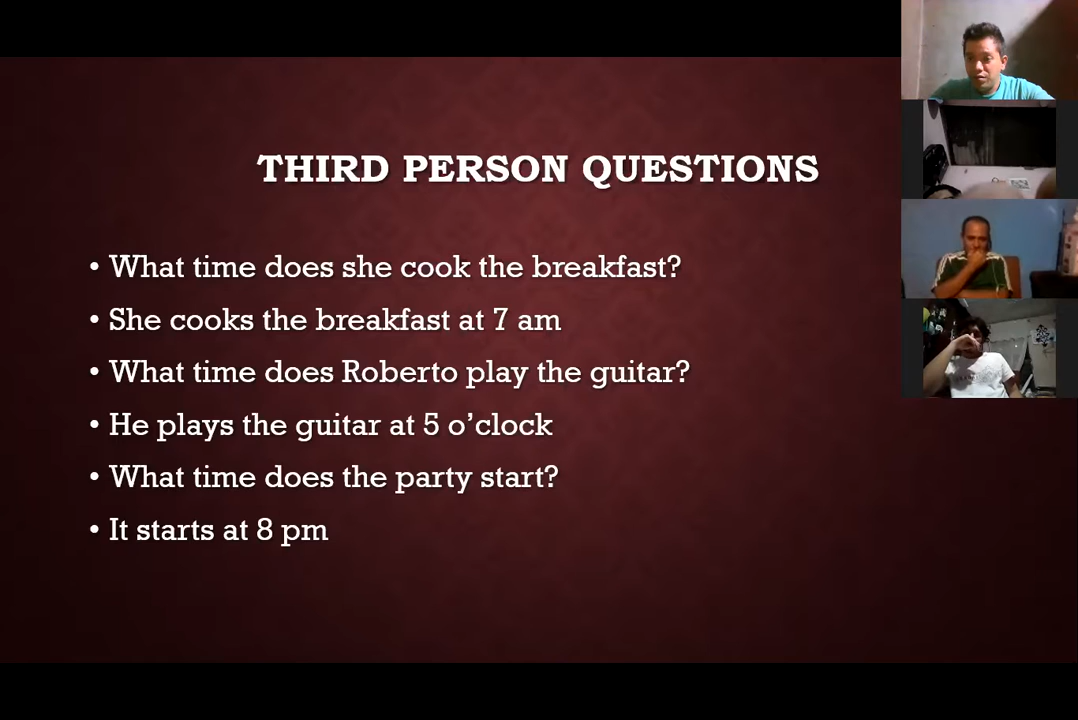 THIRD PERSON QUESTIONS
• What time does she cook the breakfast?
• She cooks the breakfast at 7 am
• What time does Roberto play the guitar?
• He plays the guitar at 5 o’clock
• What time does the party start?
• It starts at 8 pm